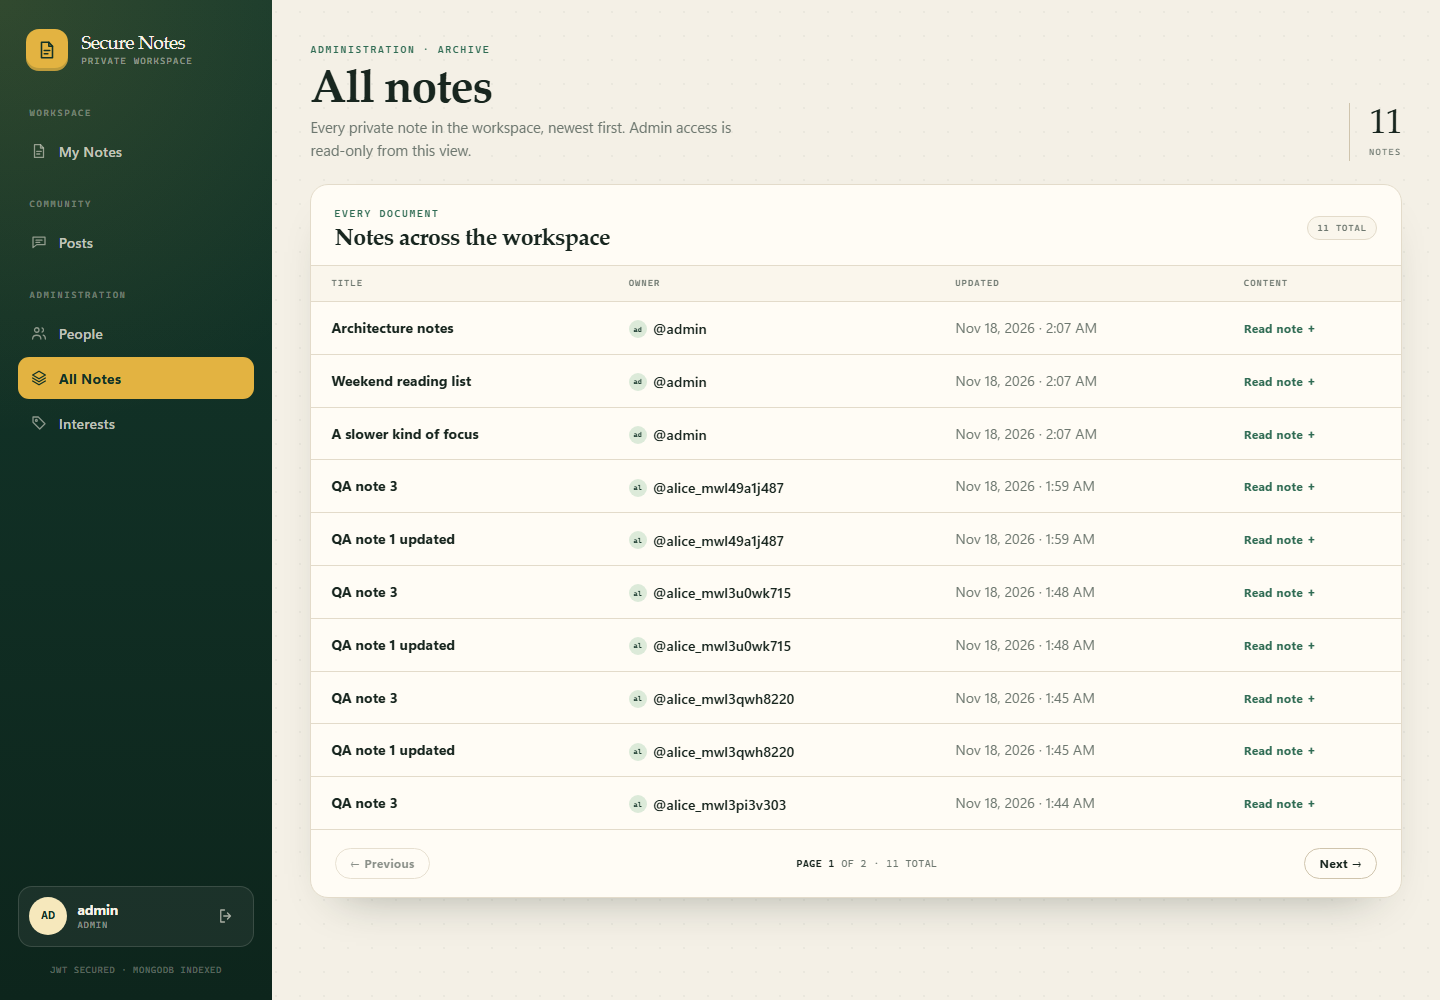 Secure Notes
PRIVATE WORKSPACE
WORKSPACE
My Notes
COMMUNITY
Posts
ADMINISTRATION
People
All Notes
Interests
AD
admin
ADMIN
JWT SECURED · MONGODB INDEXED
ADMINISTRATION · ARCHIVE
All notes
Every private note in the workspace, newest first. Admin access is
read-only from this view.
11
NOTES
EVERY DOCUMENT
Notes across the workspace
11 TOTAL
TITLE OWNER UPDATED CONTENT
Architecture notes ad @admin Nov 18, 2026 · 2:07 AM Read note +
Weekend reading list ad @admin Nov 18, 2026 · 2:07 AM Read note +
A slower kind of focus ad @admin Nov 18, 2026 · 2:07 AM Read note +
QA note 3 al @alice_mwl49a1j487 Nov 18, 2026 · 1:59 AM Read note +
QA note 1 updated al @alice_mwl49a1j487 Nov 18, 2026 · 1:59 AM Read note +
QA note 3 al @alice_mwl3u0wk715 Nov 18, 2026 · 1:48 AM Read note +
QA note 1 updated al @alice_mwl3u0wk715 Nov 18, 2026 · 1:48 AM Read note +
QA note 3 al @alice_mwl3qwh8220 Nov 18, 2026 · 1:45 AM Read note +
QA note 1 updated al @alice_mwl3qwh8220 Nov 18, 2026 · 1:45 AM Read note +
QA note 3 al @alice_mwl3pi3v303 Nov 18, 2026 · 1:44 AM Read note +
← Previous PAGE 1 OF 2 · 11 TOTAL Next →